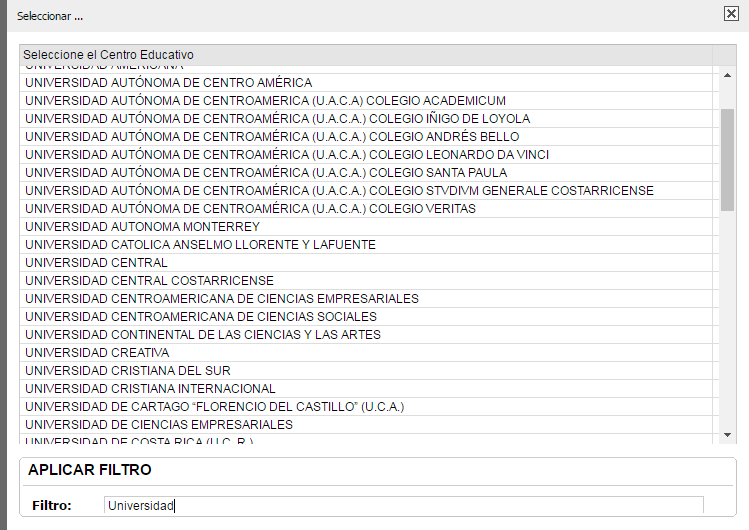 Seleccionar ...
Seleccione el Centro Educativo
UNIVERSIDAD AMERICANA
UNIVERSIDAD AUTÓNOMA DE CENTRO AMÉRICA
UNIVERSIDAD AUTÓNOMA DE CENTROAMERICA (U.A.C.A) COLEGIO ACADEMICUM
UNIVERSIDAD AUTÓNOMA DE CENTROAMÉRICA (U.A.C.A.) COLEGIO IÑIGO DE LOYOLA
UNIVERSIDAD AUTÓNOMA DE CENTROAMÉRICA (U.A.C.A.) COLEGIO ANDRÉS BELLO
UNIVERSIDAD AUTÓNOMA DE CENTROAMÉRICA (U.A.C.A.) COLEGIO LEONARDO DA VINCI
UNIVERSIDAD AUTÓNOMA DE CENTROAMÉRICA (U.A.C.A.) COLEGIO SANTA PAULA
UNIVERSIDAD AUTÓNOMA DE CENTROAMÉRICA (U.A.C.A.) COLEGIO STVDIVM GENERALE COSTARRICENSE
UNIVERSIDAD AUTÓNOMA DE CENTROAMÉRICA (U.A.C.A.) COLEGIO VERITAS
UNIVERSIDAD AUTONOMA MONTERREY
UNIVERSIDAD CATOLICA ANSELMO LLORENTE Y LAFUENTE
UNIVERSIDAD CENTRAL
UNIVERSIDAD CENTRAL COSTARRICENSE
UNIVERSIDAD CENTROAMERICANA DE CIENCIAS EMPRESARIALES
UNIVERSIDAD CENTROAMERICANA DE CIENCIAS SOCIALES
UNIVERSIDAD CONTINENTAL DE LAS CIENCIAS Y LAS ARTES
UNIVERSIDAD CREATIVA
UNIVERSIDAD CRISTIANA DEL SUR
UNIVERSIDAD CRISTIANA INTERNACIONAL
UNIVERSIDAD DE CARTAGO “FLORENCIO DEL CASTILLO” (U.C.A.)
UNIVERSIDAD DE CIENCIAS EMPRESARIALES
UNIVERSIDAD DE COSTA RICA (U.C.R.)
APLICAR FILTRO
Filtro: Universidad